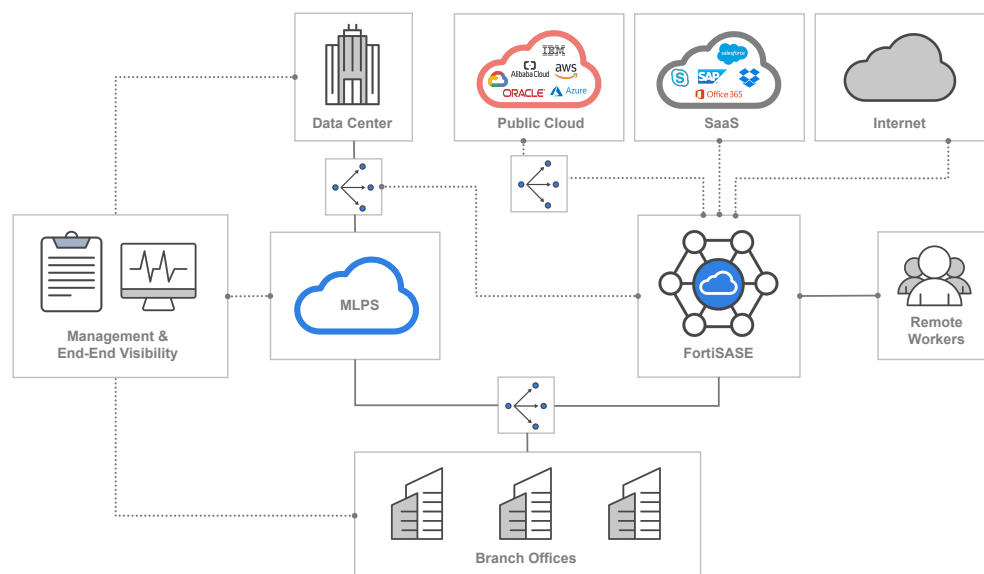 IBM
salesforce
Alibaba Cloud
aws
S
SAP
ORACLE
Azure
Office 365
Data Center
Public Cloud
SaaS
Internet
MLPS
Management &
End-End Visibility
FortiSASE
Remote
Workers
Branch Offices